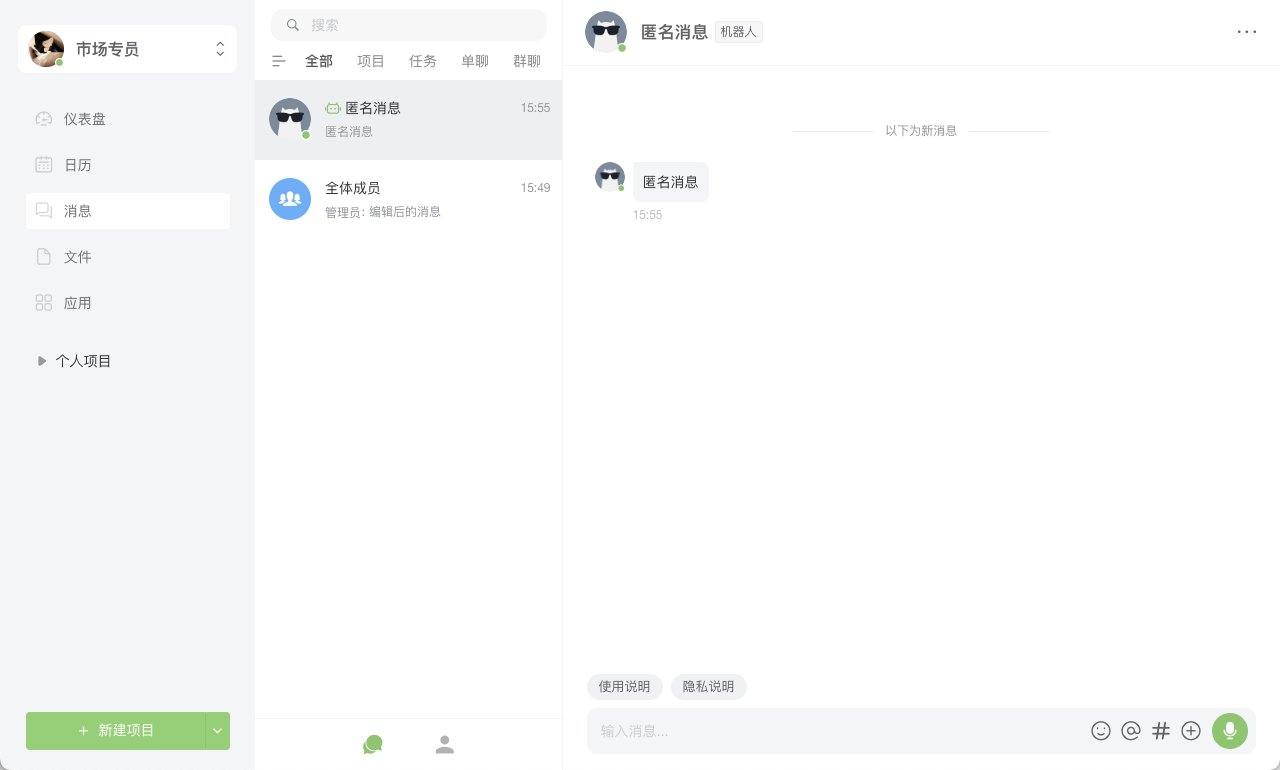 市场专员
仪表盘
日历
消息
文件
应用
个人项目
新建项目
搜索
全部 项目 任务 单聊 群聊
匿名消息 15:55
匿名消息
全体成员 15:49
管理员: 编辑后的消息
匿名消息 机器人
以下为新消息
匿名消息
15:55
使用说明 隐私说明
输入消息...